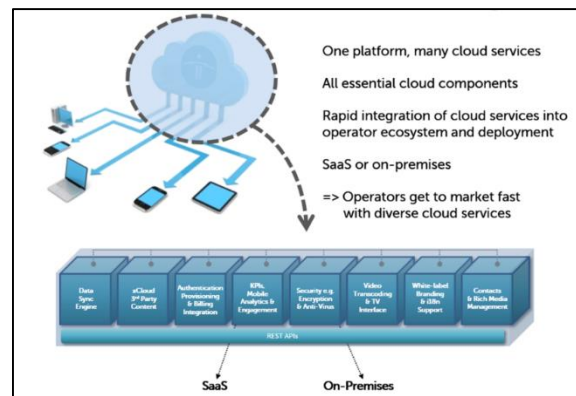 One platform, many cloud services
All essential cloud components
Rapid integration of cloud services into
operator ecosystem and deployment
SaaS or on-premises
=> Operators get to market fast
with diverse cloud services
Data
Sync
Engine
xCloud
3rd Party
Content
Authentication
Provisioning
& Billing
Integration
KPIs,
Mobile
Analytics &
Engagement
Security e.g.
Encryption
& Anti-Virus
Video
Transcoding
& TV
Interface
White-label
Branding
& i18n
Support
Contacts
& Rich Media
Management
REST APIs
SaaS
On-Premises